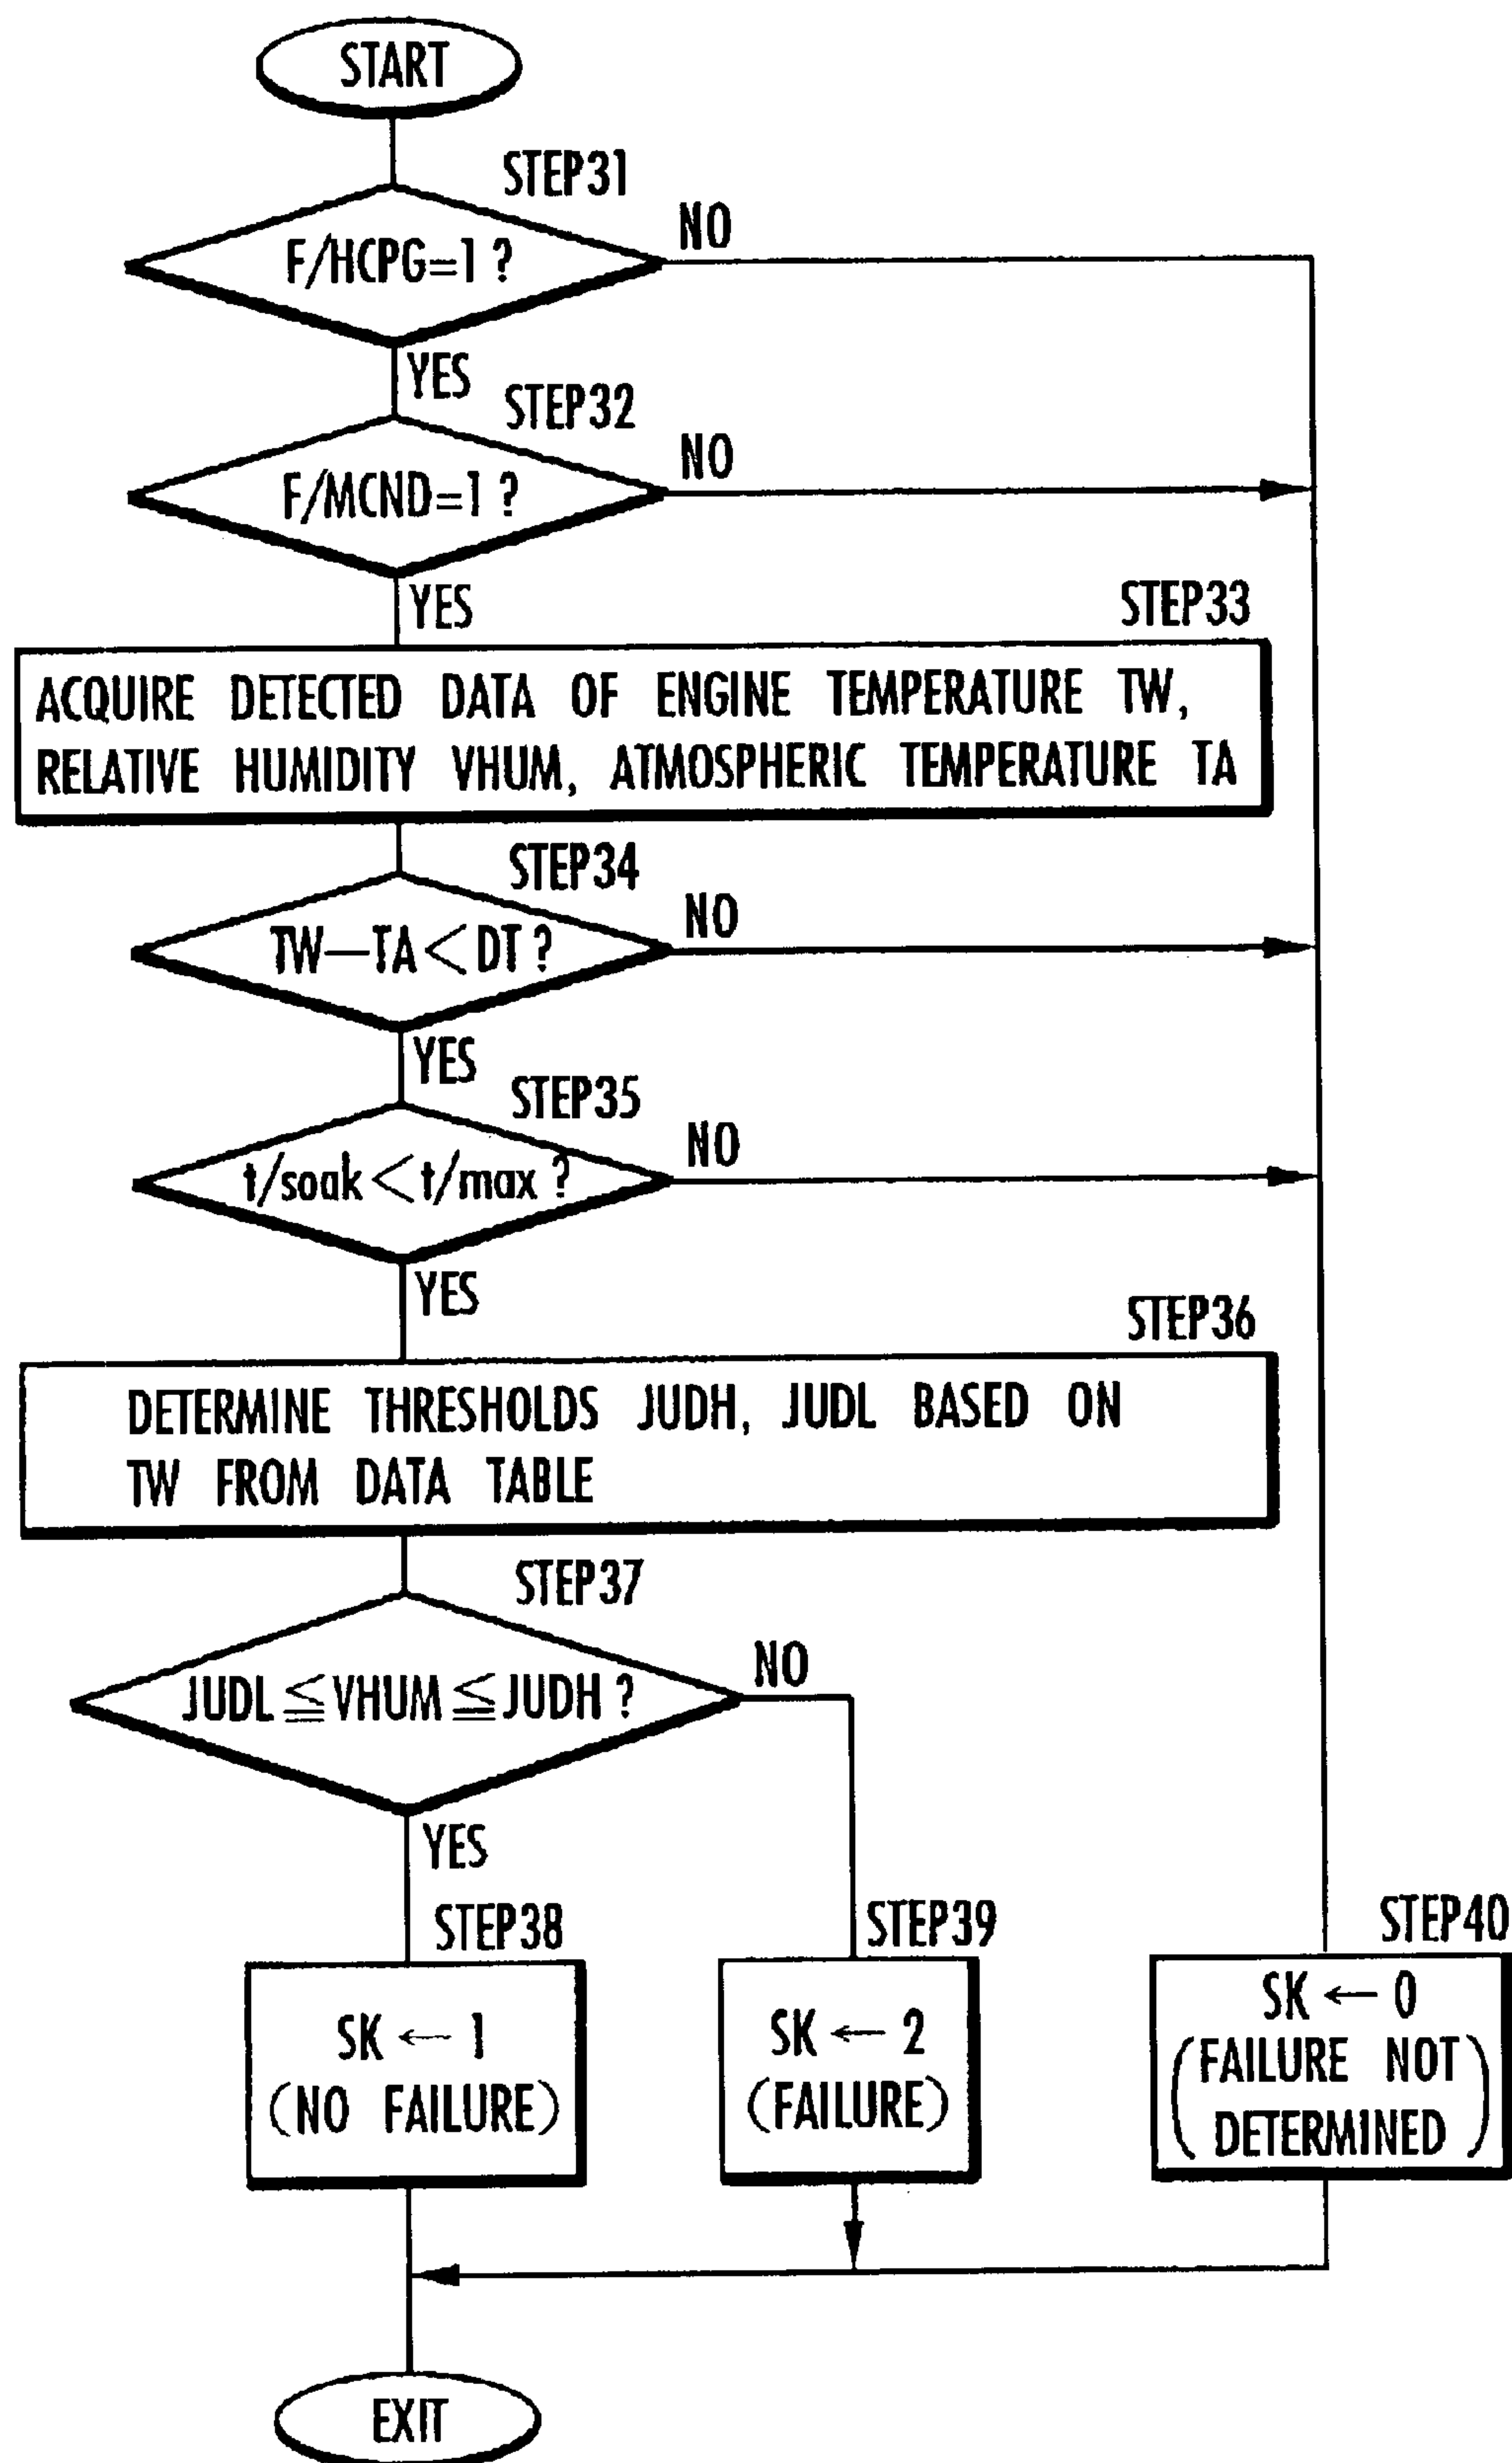 START
STEP31
F/HCPG=1 ?
NO
YES
STEP32
F/MCND=1 ?
NO
YES
STEP33
ACQUIRE DETECTED DATA OF ENGINE TEMPERATURE TW,
RELATIVE HUMIDITY VHUM, ATMOSPHERIC TEMPERATURE TA
STEP34
TW—TA<DT ?
NO
YES
STEP35
t/soak<t/max ?
NO
YES
STEP36
DETERMINE THRESHOLDS JUDH, JUDL BASED ON
TW FROM DATA TABLE
STEP37
JUDL≦VHUM≦JUDH ?
NO
YES
STEP38
SK ← 1
(NO FAILURE)
STEP39
SK ← 2
(FAILURE)
STEP40
SK ← 0
(FAILURE NOT
DETERMINED)
EXIT